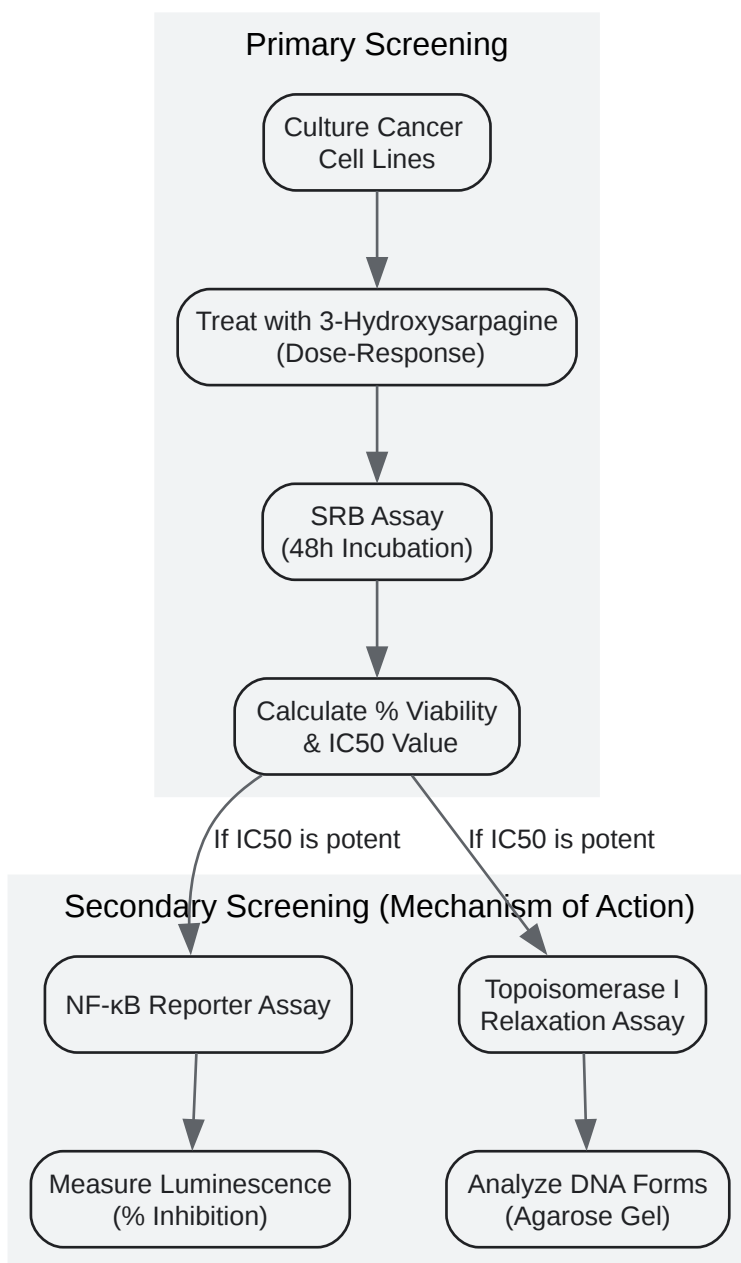 Primary Screening
Culture Cancer
Cell Lines
Treat with 3-Hydroxysarpagine
(Dose-Response)
SRB Assay
(48h Incubation)
Calculate % Viability
& IC50 Value
If IC50 is potent
If IC50 is potent
Secondary Screening (Mechanism of Action)
NF-κB Reporter Assay
Topoisomerase I
Relaxation Assay
Measure Luminescence
(% Inhibition)
Analyze DNA Forms
(Agarose Gel)